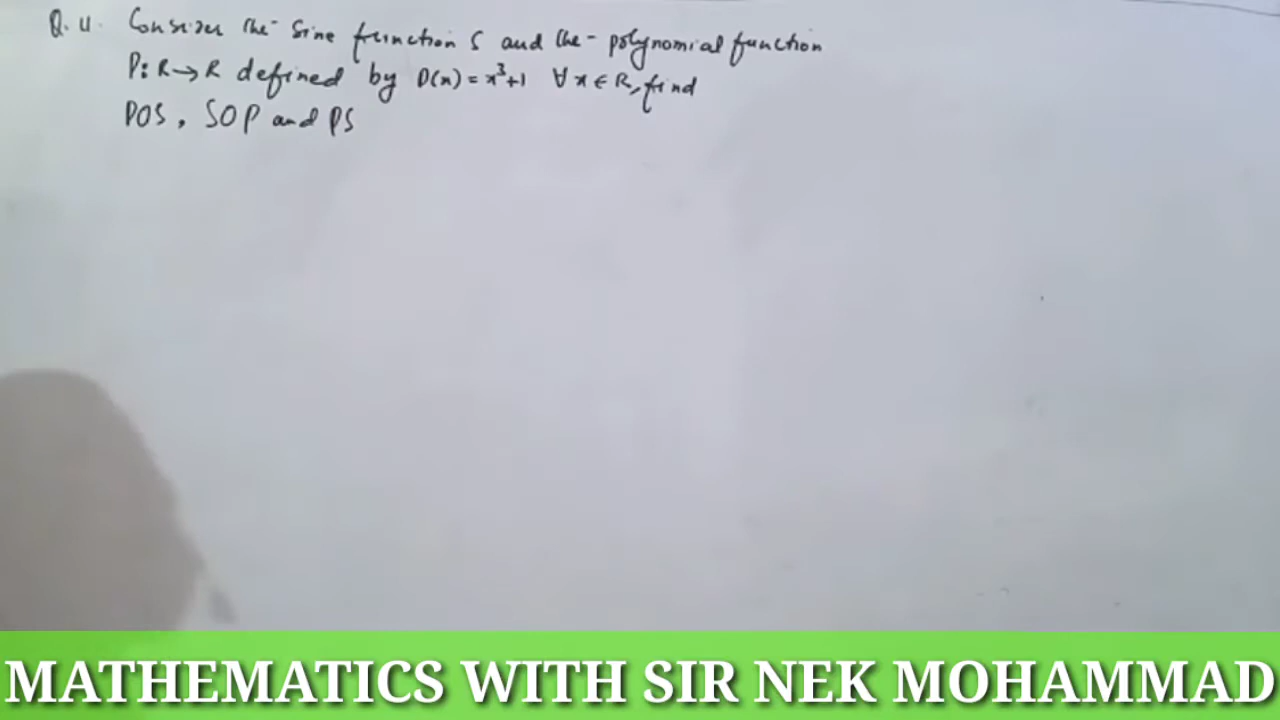 Q.4. Consider the sine function S and the polynomial function
P: R→R defined by P(x) = x³+1 ∀ x ∈ R, find
POS, SOP and PS
MATHEMATICS WITH SIR NEK MOHAMMAD